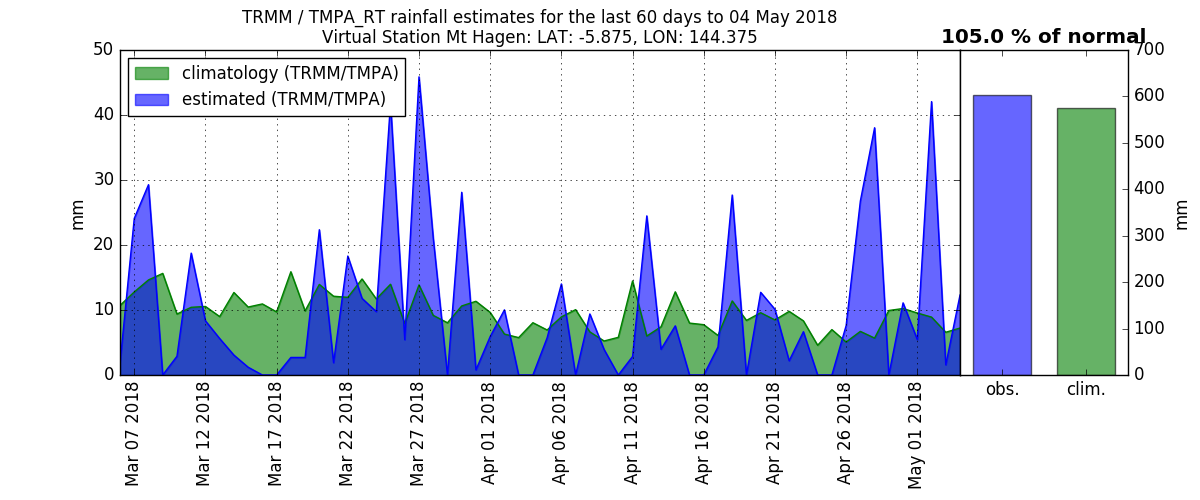 TRMM / TMPA_RT rainfall estimates for the last 60 days to 04 May 2018
Virtual Station Mt Hagen: LAT: -5.875, LON: 144.375
105.0 % of normal
climatology (TRMM/TMPA)
estimated (TRMM/TMPA)
50
40
30
20
10
0
mm
Mar 07 2018
Mar 12 2018
Mar 17 2018
Mar 22 2018
Mar 27 2018
Apr 01 2018
Apr 06 2018
Apr 11 2018
Apr 16 2018
Apr 21 2018
Apr 26 2018
May 01 2018
obs.
clim.
700
600
500
400
300
200
100
0
mm